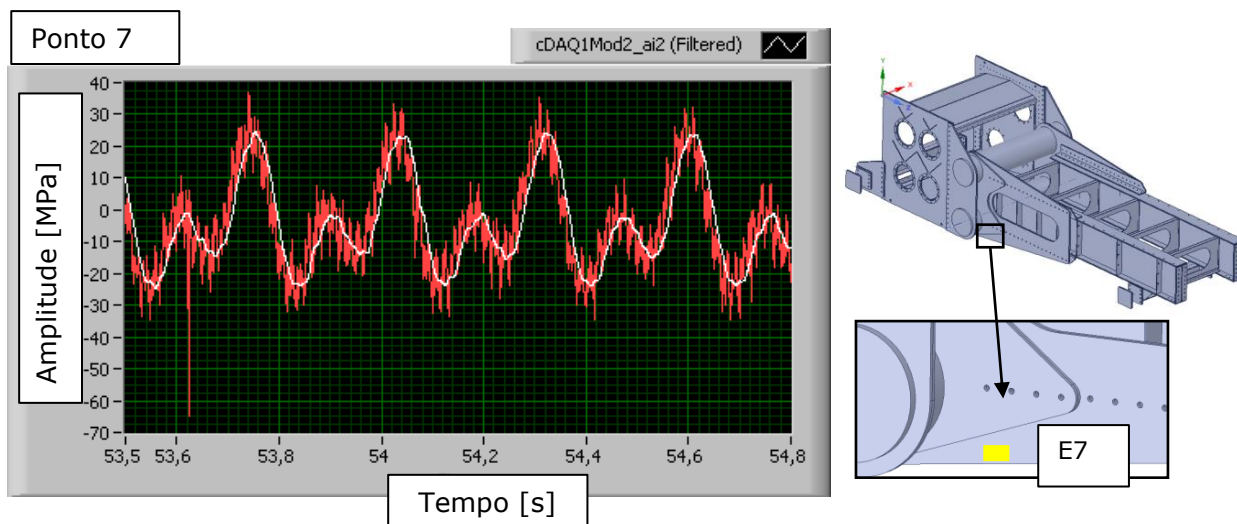 Ponto 7
cDAQ1Mod2_ai2 (Filtered)
Amplitude [MPa]
40
30
20
10
0
-10
-20
-30
-40
-50
-60
-70
53,5
53,6
53,8
54
54,2
54,4
54,6
54,8
Tempo [s]
Y
X
Z
E7